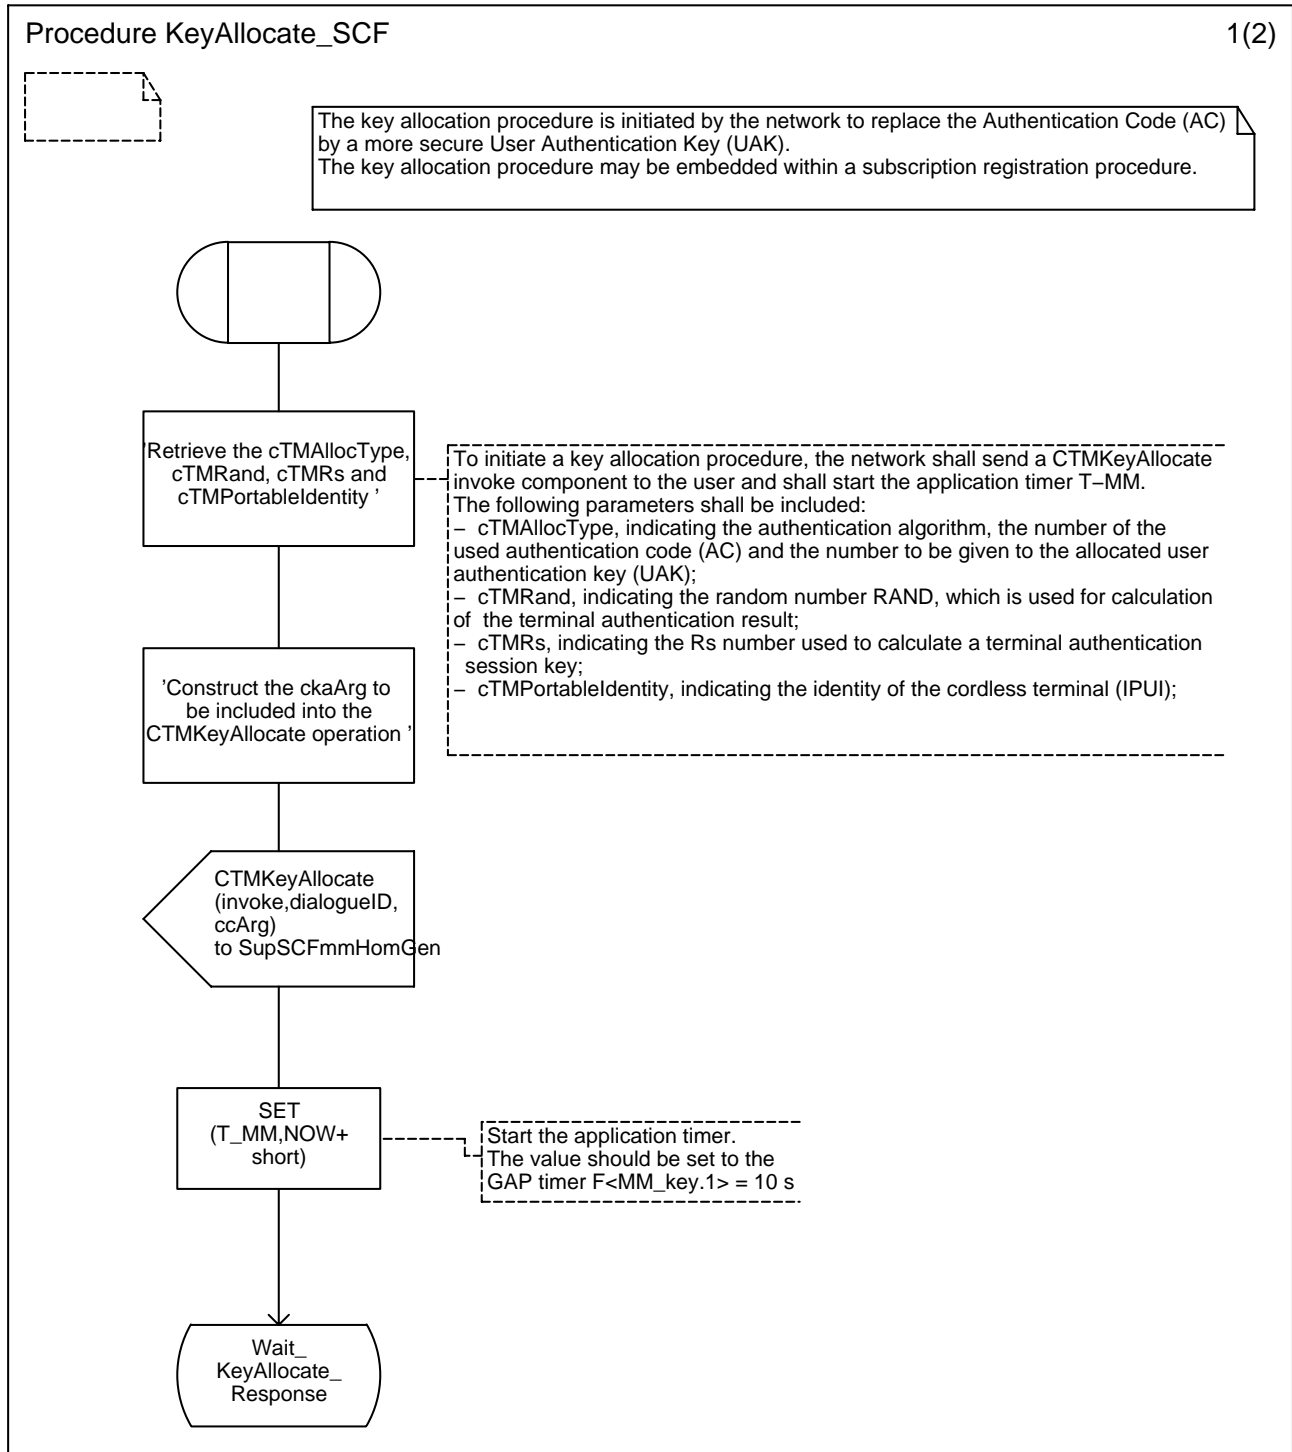 Procedure KeyAllocate_SCF
1(2)
The key allocation procedure is initiated by the network to replace the Authentication Code (AC)
by a more secure User Authentication Key (UAK).
The key allocation procedure may be embedded within a subscription registration procedure.
'Retrieve the cTMAllocType,
cTMRand, cTMRs and
cTMPortableIdentity '
To initiate a key allocation procedure, the network shall send a CTMKeyAllocate
invoke component to the user and shall start the application timer T−MM.
The following parameters shall be included:
− cTMAllocType, indicating the authentication algorithm, the number of the
used authentication code (AC) and the number to be given to the allocated user
authentication key (UAK);
− cTMRand, indicating the random number RAND, which is used for calculation
of the terminal authentication result;
− cTMRs, indicating the Rs number used to calculate a terminal authentication
session key;
− cTMPortableIdentity, indicating the identity of the cordless terminal (IPUI);
'Construct the ckaArg to
be included into the
CTMKeyAllocate operation '
CTMKeyAllocate
(invoke,dialogueID,
ccArg)
to SupSCFmmHomGen
SET
(T_MM,NOW+
short)
Start the application timer.
The value should be set to the
GAP timer F<MM_key.1> = 10 s
Wait_
KeyAllocate_
Response